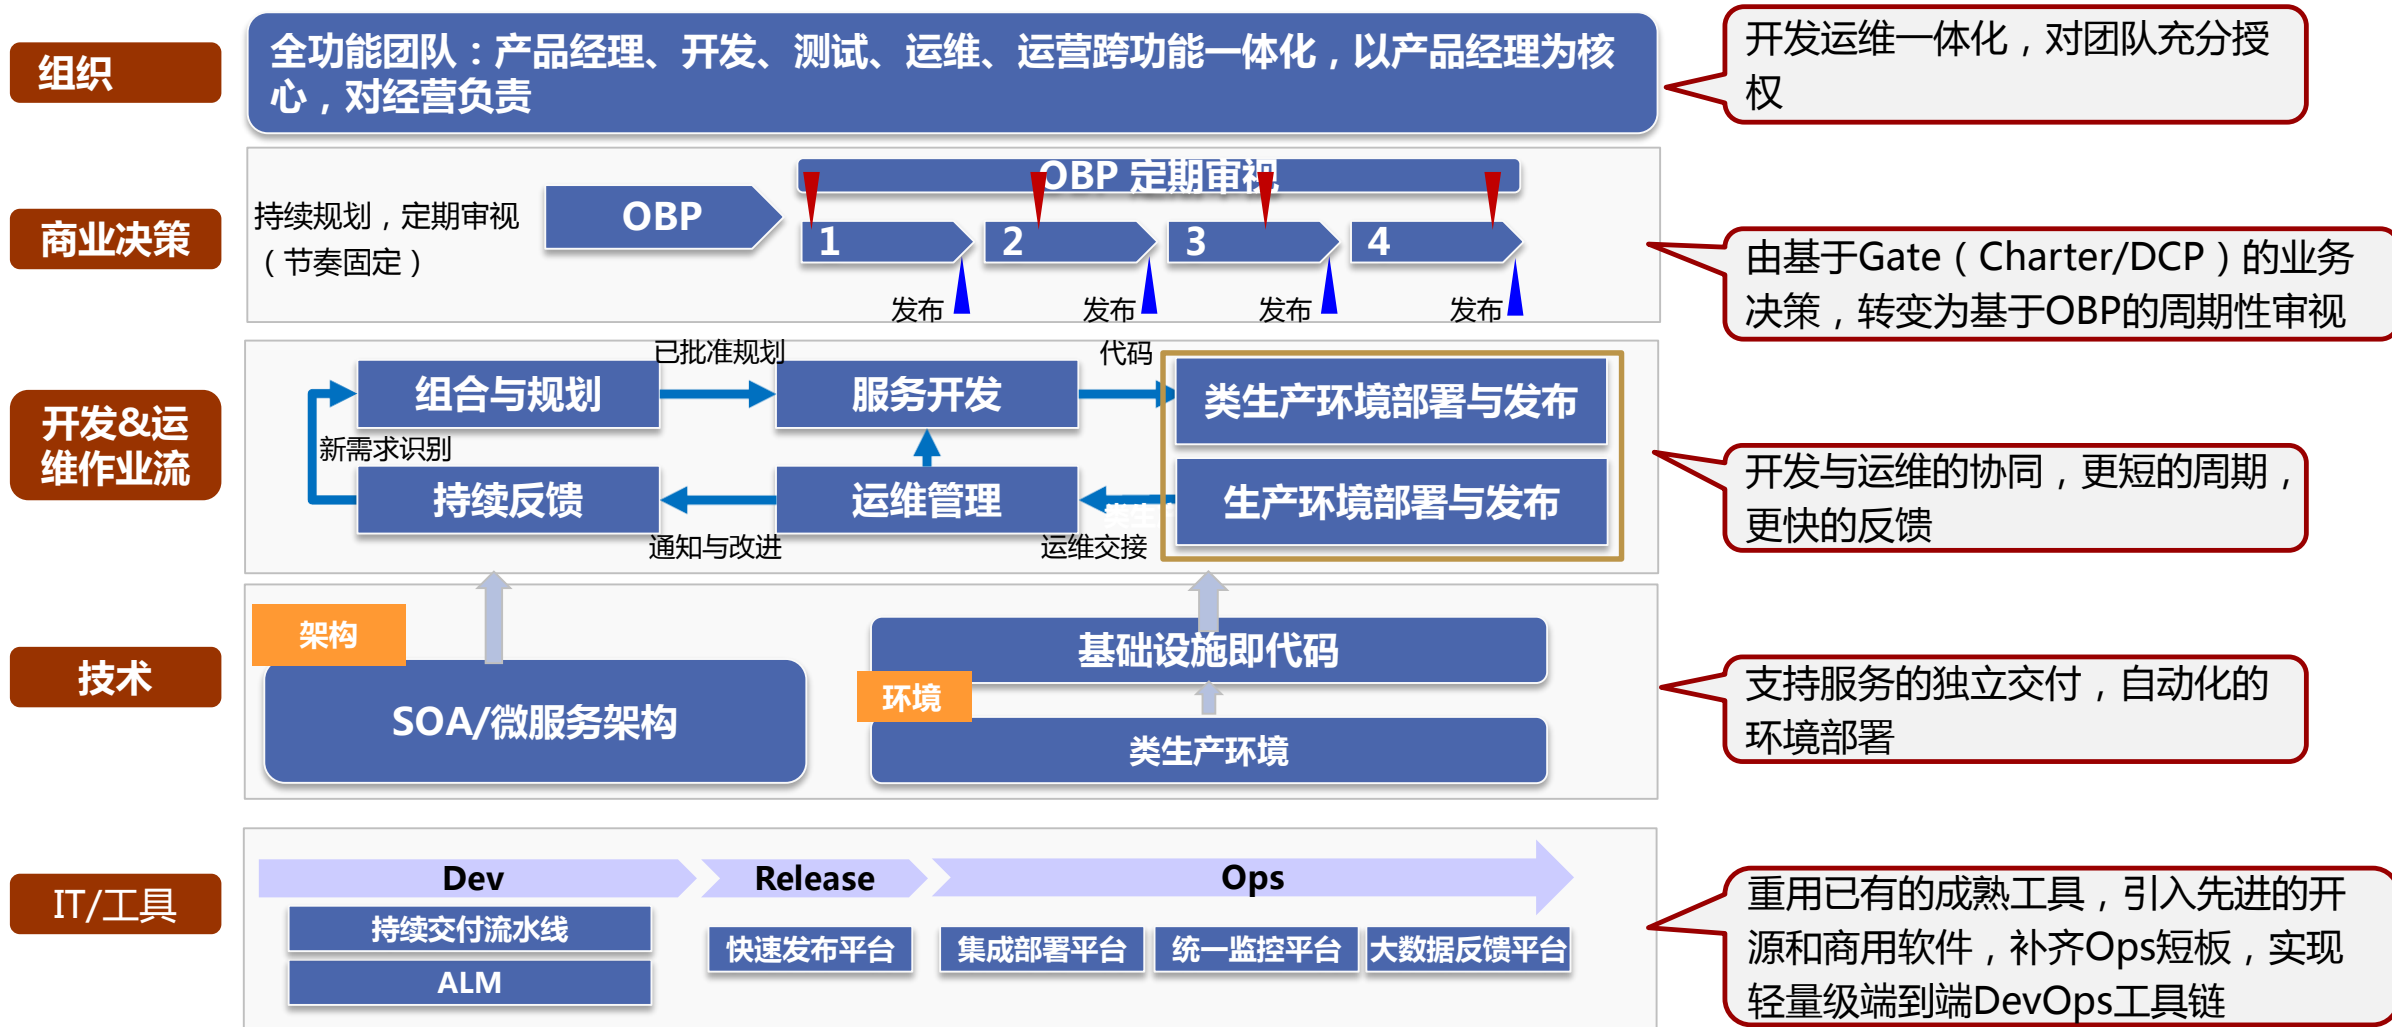 组织
全功能团队：产品经理、开发、测试、运维、运营跨功能一体化，以产品经理为核
心，对经营负责
开发运维一体化，对团队充分授
权
商业决策
持续规划，定期审视
（节奏固定）
OBP
OBP 定期审视
1
2
3
4
发布
发布
发布
发布
由基于Gate（Charter/DCP）的业务
决策，转变为基于OBP的周期性审视
开发&运
维作业流
组合与规划
已批准规划
服务开发
代码
类生产环境部署与发布
新需求识别
持续反馈
通知与改进
运维管理
运维交接
生产环境部署与发布
开发与运维的协同，更短的周期，
更快的反馈
技术
架构
SOA/微服务架构
基础设施即代码
环境
类生产环境
支持服务的独立交付，自动化的
环境部署
IT/工具
Dev
Release
Ops
持续交付流水线
ALM
快速发布平台
集成部署平台
统一监控平台
大数据反馈平台
重用已有的成熟工具，引入先进的开
源和商用软件，补齐Ops短板，实现
轻量级端到端DevOps工具链